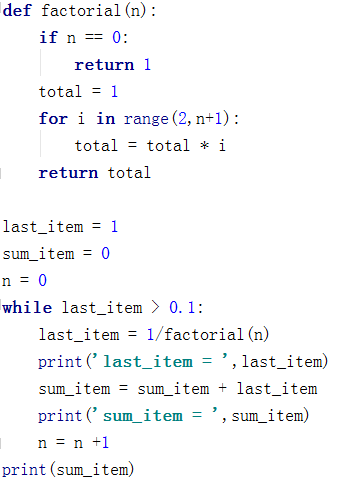 def factorial(n):
    if n == 0:
        return 1
    total = 1
    for i in range(2,n+1):
        total = total * i
    return total

last_item = 1
sum_item = 0
n = 0
while last_item > 0.1:
    last_item = 1/factorial(n)
    print('last_item = ',last_item)
    sum_item = sum_item + last_item
    print('sum_item = ',sum_item)
    n = n +1
print(sum_item)